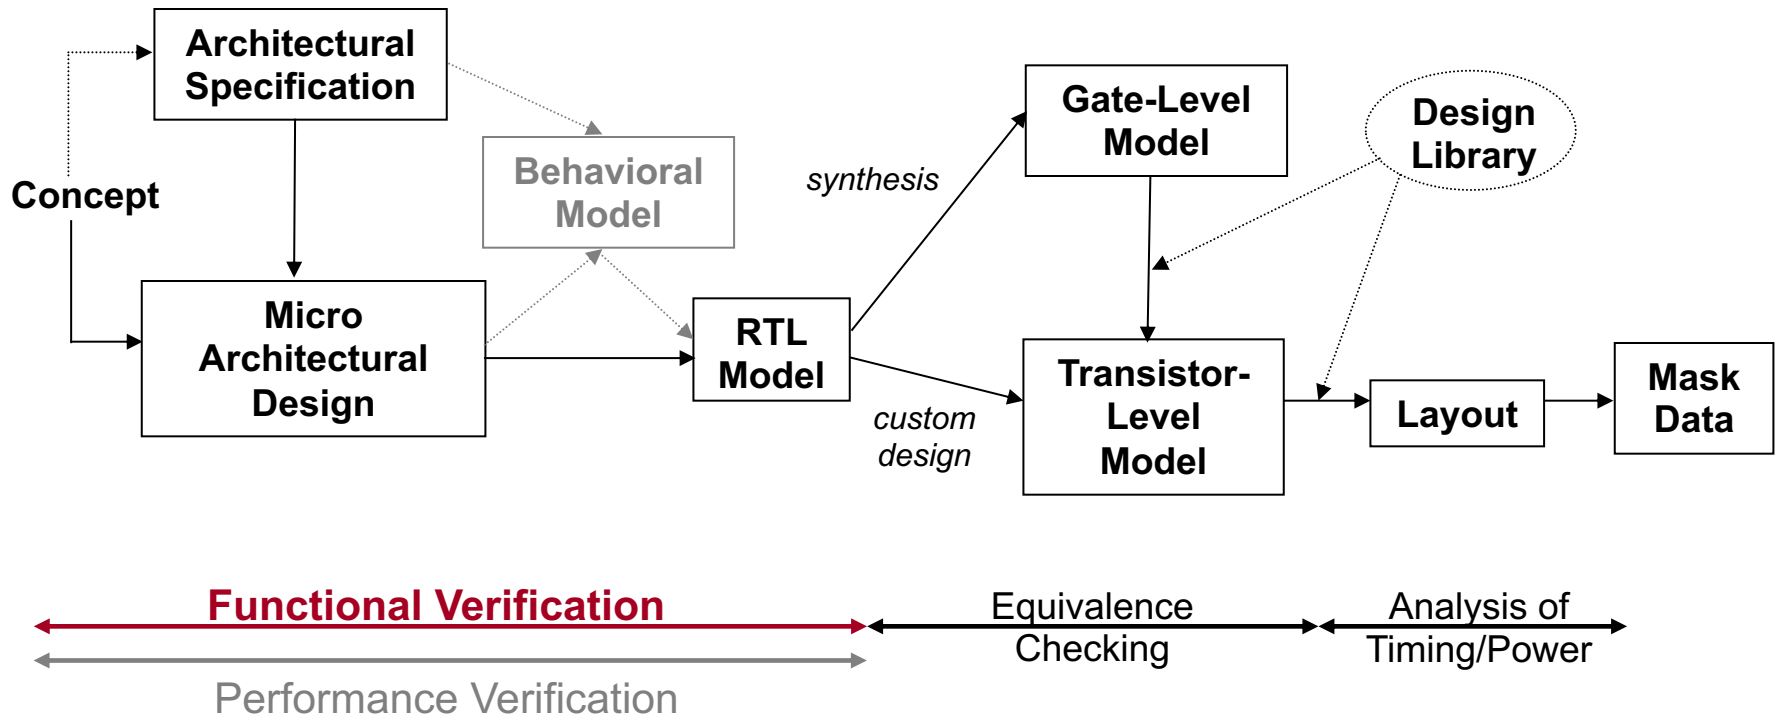 Architectural
Specification
Concept
Behavioral
Model
Micro
Architectural
Design
RTL
Model
synthesis
custom
design
Gate-Level
Model
Design
Library
Transistor-
Level
Model
Layout
Mask
Data
Functional Verification
Performance Verification
Equivalence
Checking
Analysis of
Timing/Power